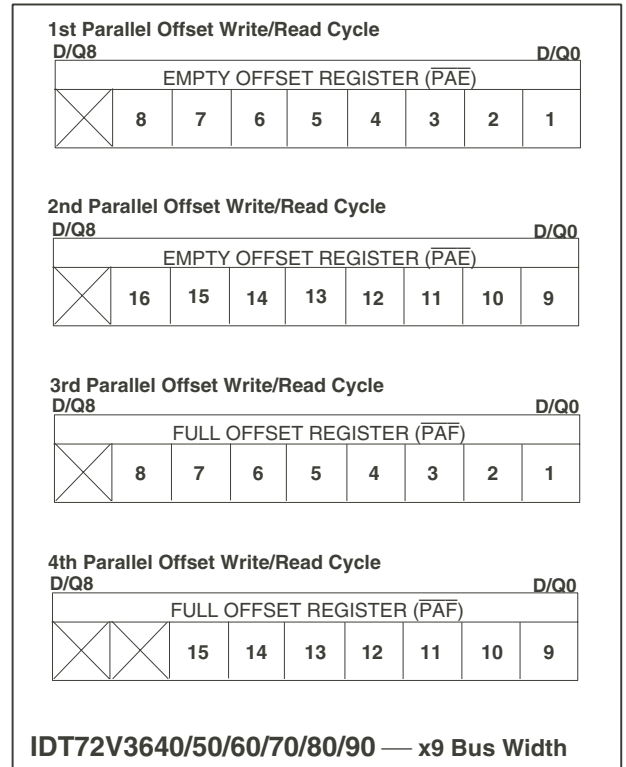 1st Parallel Offset Write/Read Cycle
D/Q8 D/Q0
EMPTY OFFSET REGISTER (PAE)
8 7 6 5 4 3 2 1
2nd Parallel Offset Write/Read Cycle
D/Q8 D/Q0
EMPTY OFFSET REGISTER (PAE)
16 15 14 13 12 11 10 9
3rd Parallel Offset Write/Read Cycle
D/Q8 D/Q0
FULL OFFSET REGISTER (PAF)
8 7 6 5 4 3 2 1
4th Parallel Offset Write/Read Cycle
D/Q8 D/Q0
FULL OFFSET REGISTER (PAF)
15 14 13 12 11 10 9
IDT72V3640/50/60/70/80/90 — x9 Bus Width